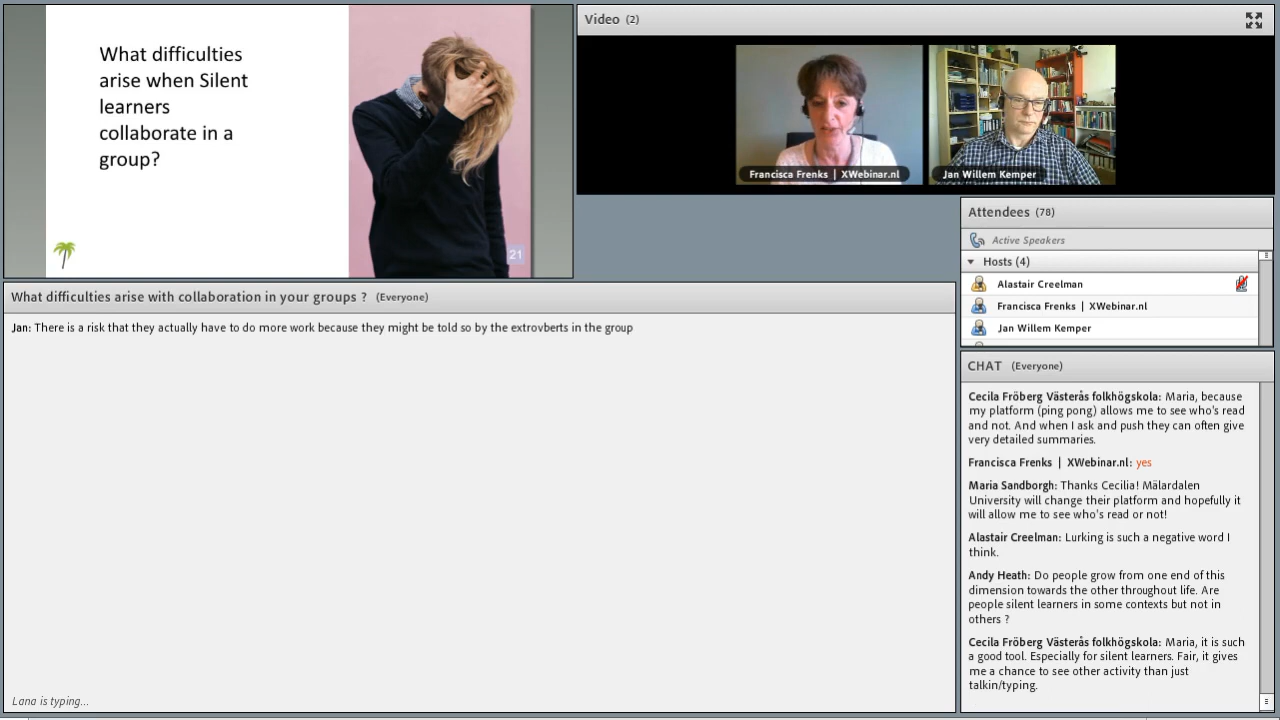 What difficulties
arise when Silent
learners
collaborate in a
group?
21
Video (2)
Francisca Frenks | XWebinar.nl
Jan Willem Kemper
Attendees (78)
Active Speakers
Hosts (4)
Alastair Creelman
Francisca Frenks | XWebinar.nl
Jan Willem Kemper
What difficulties arise with collaboration in your groups ? (Everyone)
Jan: There is a risk that they actually have to do more work because they might be told so by the extrovberts in the group
Lana is typing...
CHAT (Everyone)
Cecila Fröberg Västerås folkhögskola: Maria, because
my platform (ping pong) allows me to see who's read
and not. And when I ask and push they can often give
very detailed summaries.
Francisca Frenks | XWebinar.nl: yes
Maria Sandborgh: Thanks Cecilia! Mälardalen
University will change their platform and hopefully it
will allow me to see who's read or not!
Alastair Creelman: Lurking is such a negative word I
think.
Andy Heath: Do people grow from one end of this
dimension towards the other throughout life. Are
people silent learners in some contexts but not in
others ?
Cecila Fröberg Västerås folkhögskola: Maria, it is such
a good tool. Especially for silent learners. Fair, it gives
me a chance to see other activity than just
talkin/typing.